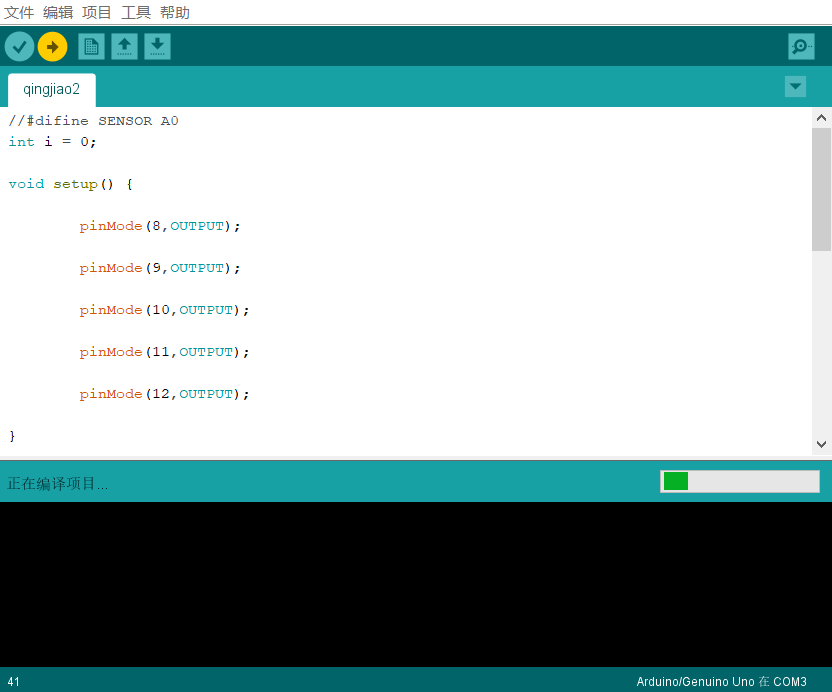 文件 编辑 项目 工具 帮助
qingjiao2
//#difine SENSOR A0
int i = 0;
void setup() {
pinMode(8,OUTPUT);
pinMode(9,OUTPUT);
pinMode(10,OUTPUT);
pinMode(11,OUTPUT);
pinMode(12,OUTPUT);
}
正在编译项目...
41
Arduino/Genuino Uno 在 COM3